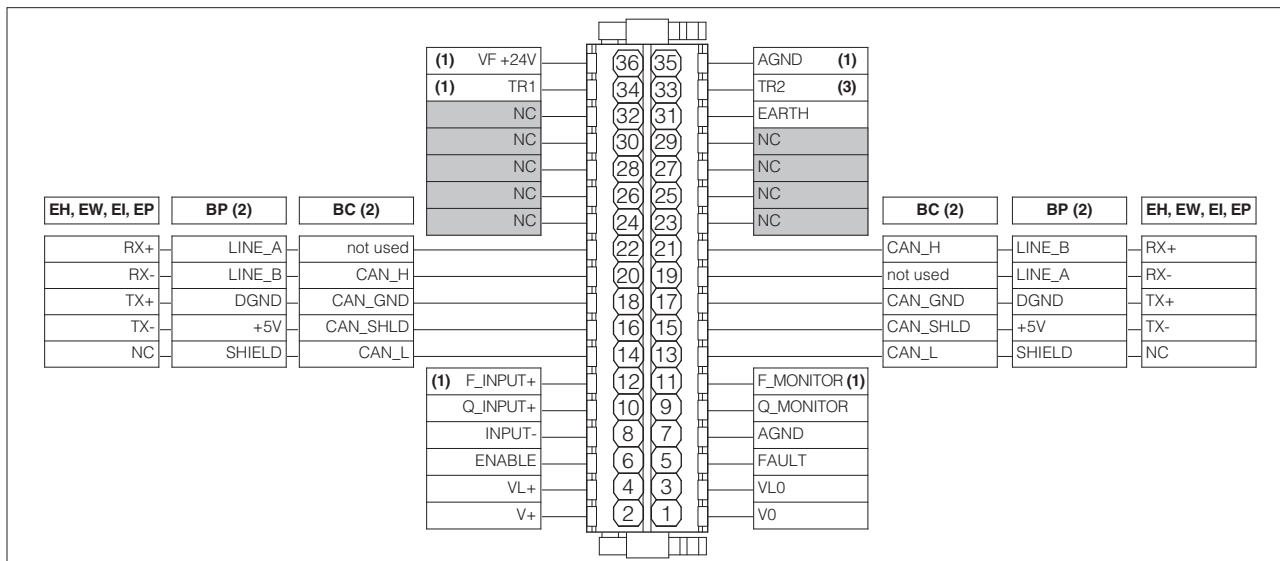 (1) VF +24V 36 35 AGND (1)
(1) TR1 34 33 TR2 (3)
NC 32 31 EARTH
NC 30 29 NC
NC 28 27 NC
NC 26 25 NC
NC 24 23 NC
EH, EW, EI, EP BP (2) BC (2) BC (2) BP (2) EH, EW, EI, EP
RX+ LINE_A not used 22 21 CAN_H LINE_B RX+
RX- LINE_B CAN_H 20 19 not used LINE_A RX-
TX+ DGND CAN_GND 18 17 CAN_GND DGND TX+
TX- +5V CAN_SHLD 16 15 CAN_SHLD +5V TX-
NC SHIELD CAN_L 14 13 CAN_L SHIELD NC
(1) F_INPUT+ 12 11 F_MONITOR (1)
Q_INPUT+ 10 9 Q_MONITOR
INPUT- 8 7 AGND
ENABLE 6 5 FAULT
VL+ 4 3 VL0
V+ 2 1 V0